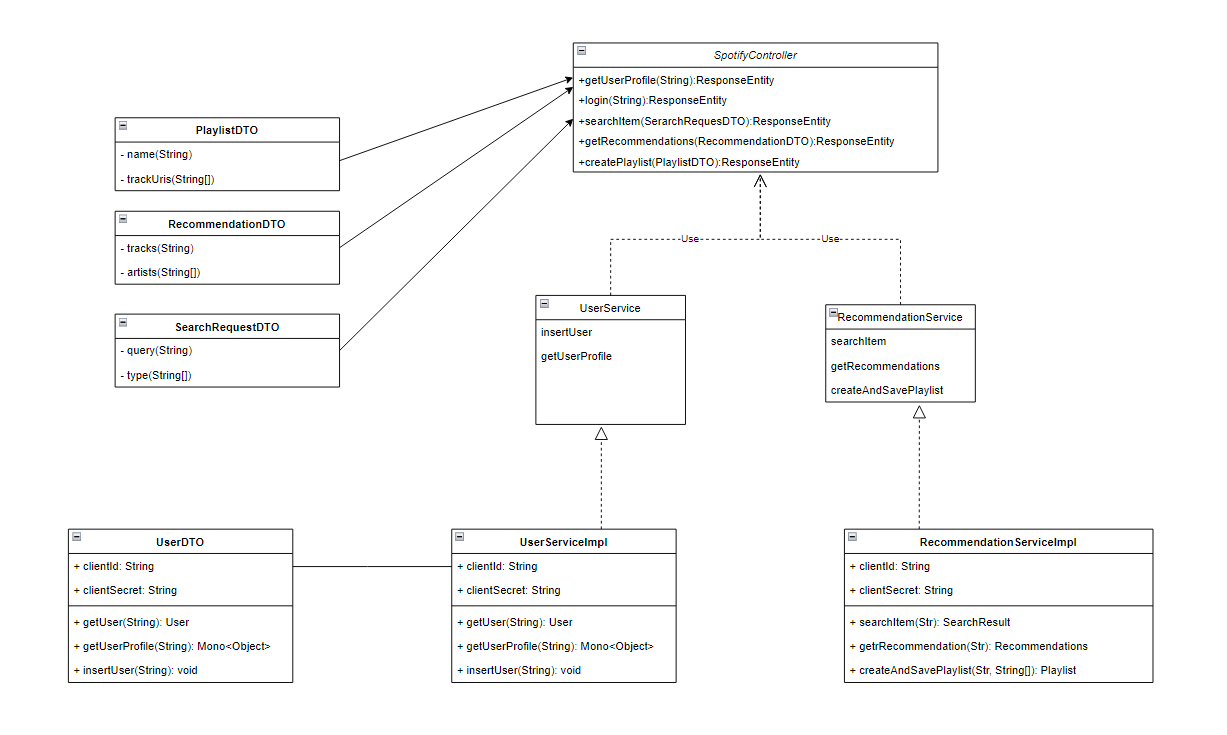 SpotifyController
+getUserProfile(String):ResponseEntity
+login(String):ResponseEntity
+searchItem(SerarchRequesDTO):ResponseEntity
+getRecommendations(RecommendationDTO):ResponseEntity
+createPlaylist(PlaylistDTO):ResponseEntity
PlaylistDTO
- name(String)
- trackUris(String[])
RecommendationDTO
- tracks(String)
- artists(String[])
SearchRequestDTO
- query(String)
- type(String[])
Use
Use
UserService
insertUser
getUserProfile
RecommendationService
searchItem
getRecommendations
createAndSavePlaylist
UserDTO
+ clientId: String
+ clientSecret: String
+ getUser(String): User
+ getUserProfile(String): Mono<Object>
+ insertUser(String): void
UserServiceImpl
+ clientId: String
+ clientSecret: String
+ getUser(String): User
+ getUserProfile(String): Mono<Object>
+ insertUser(String): void
RecommendationServiceImpl
+ clientId: String
+ clientSecret: String
+ searchItem(Str): SearchResult
+ getrRecommendation(Str): Recommendations
+ createAndSavePlaylist(Str, String[]): Playlist